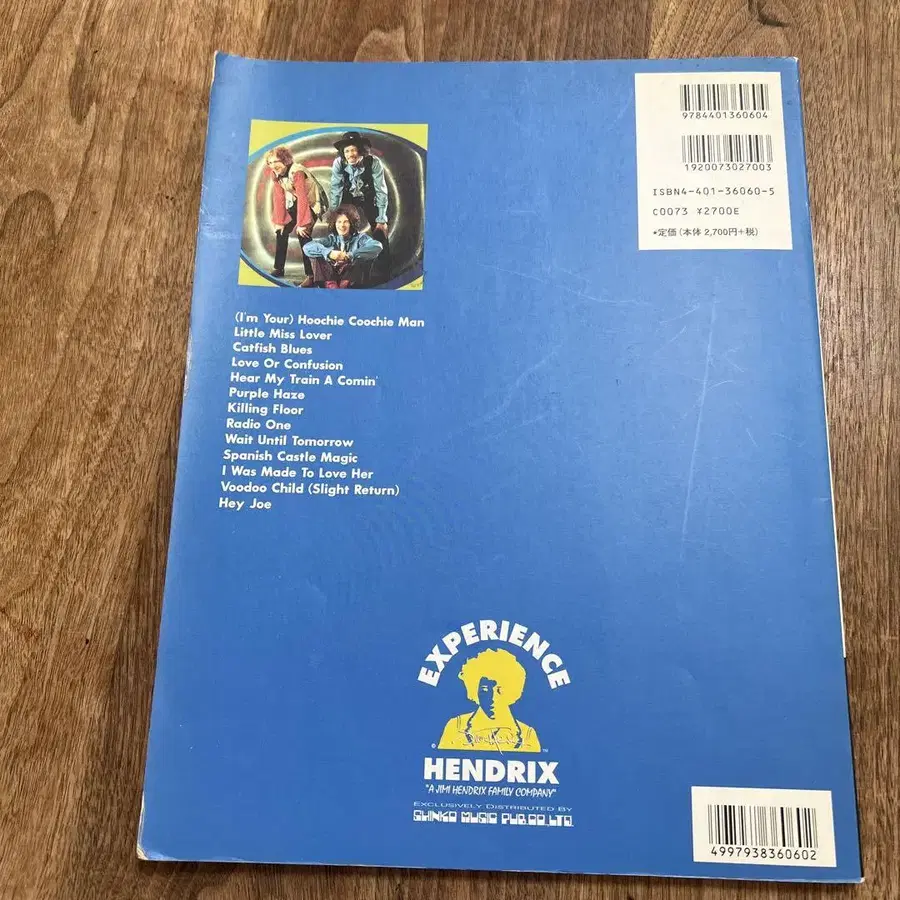 9784401360604
1920073027003
ISBN4-401-36060-5
C0073 ¥2700E
•定価(本体2,700円+税)
(I'm Your) Hoochie Coochie Man
Little Miss Lover
Catfish Blues
Love Or Confusion
Hear My Train A Comin'
Purple Haze
Killing Floor
Radio One
Wait Until Tomorrow
Spanish Castle Magic
I Was Made To Love Her
Voodoo Child (Slight Return)
Hey Joe
EXPERIENCE
© ™
HENDRIX
"A JIMI HENDRIX FAMILY COMPANY"
EXCLUSIVELY DISTRIBUTED BY
SHINKO MUSIC PUB.CO.LTD.
4997938360602